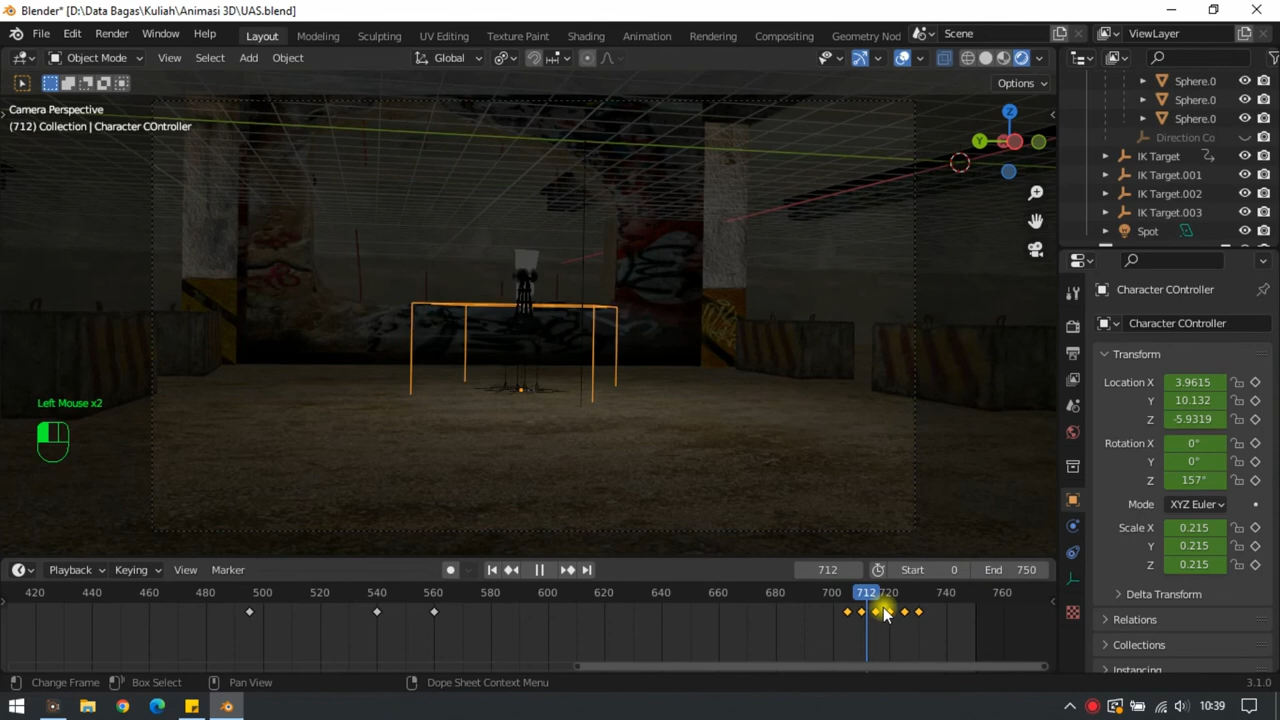 Blender* [D:\Data Bagas\Kuliah\Animasi 3D\UAS.blend]
File Edit Render Window Help Layout Modeling Sculpting UV Editing Texture Paint Shading Animation Rendering Compositing Geometry Nod Scene ViewLayer
Object Mode View Select Add Object Global
Options
Camera Perspective
(712) Collection | Character COntroller
Z
Y
Left Mouse x2
Sphere.0
Sphere.0
Sphere.0
Direction Co
IK Target
IK Target.001
IK Target.002
IK Target.003
Spot
Character COntroller
Character COntroller
Transform
Location X 3.9615
Y 10.132
Z -5.9319
Rotation X 0°
Y 0°
Z 157°
Mode XYZ Euler
Scale X 0.215
Y 0.215
Z 0.215
Delta Transform
Relations
Collections
Instancing
Playback Keying View Marker 712 Start 0 End 750
420 440 460 480 500 520 540 560 580 600 620 640 660 680 700 712 720 740 760
Change Frame Box Select Pan View Dope Sheet Context Menu 3.1.0
10:39